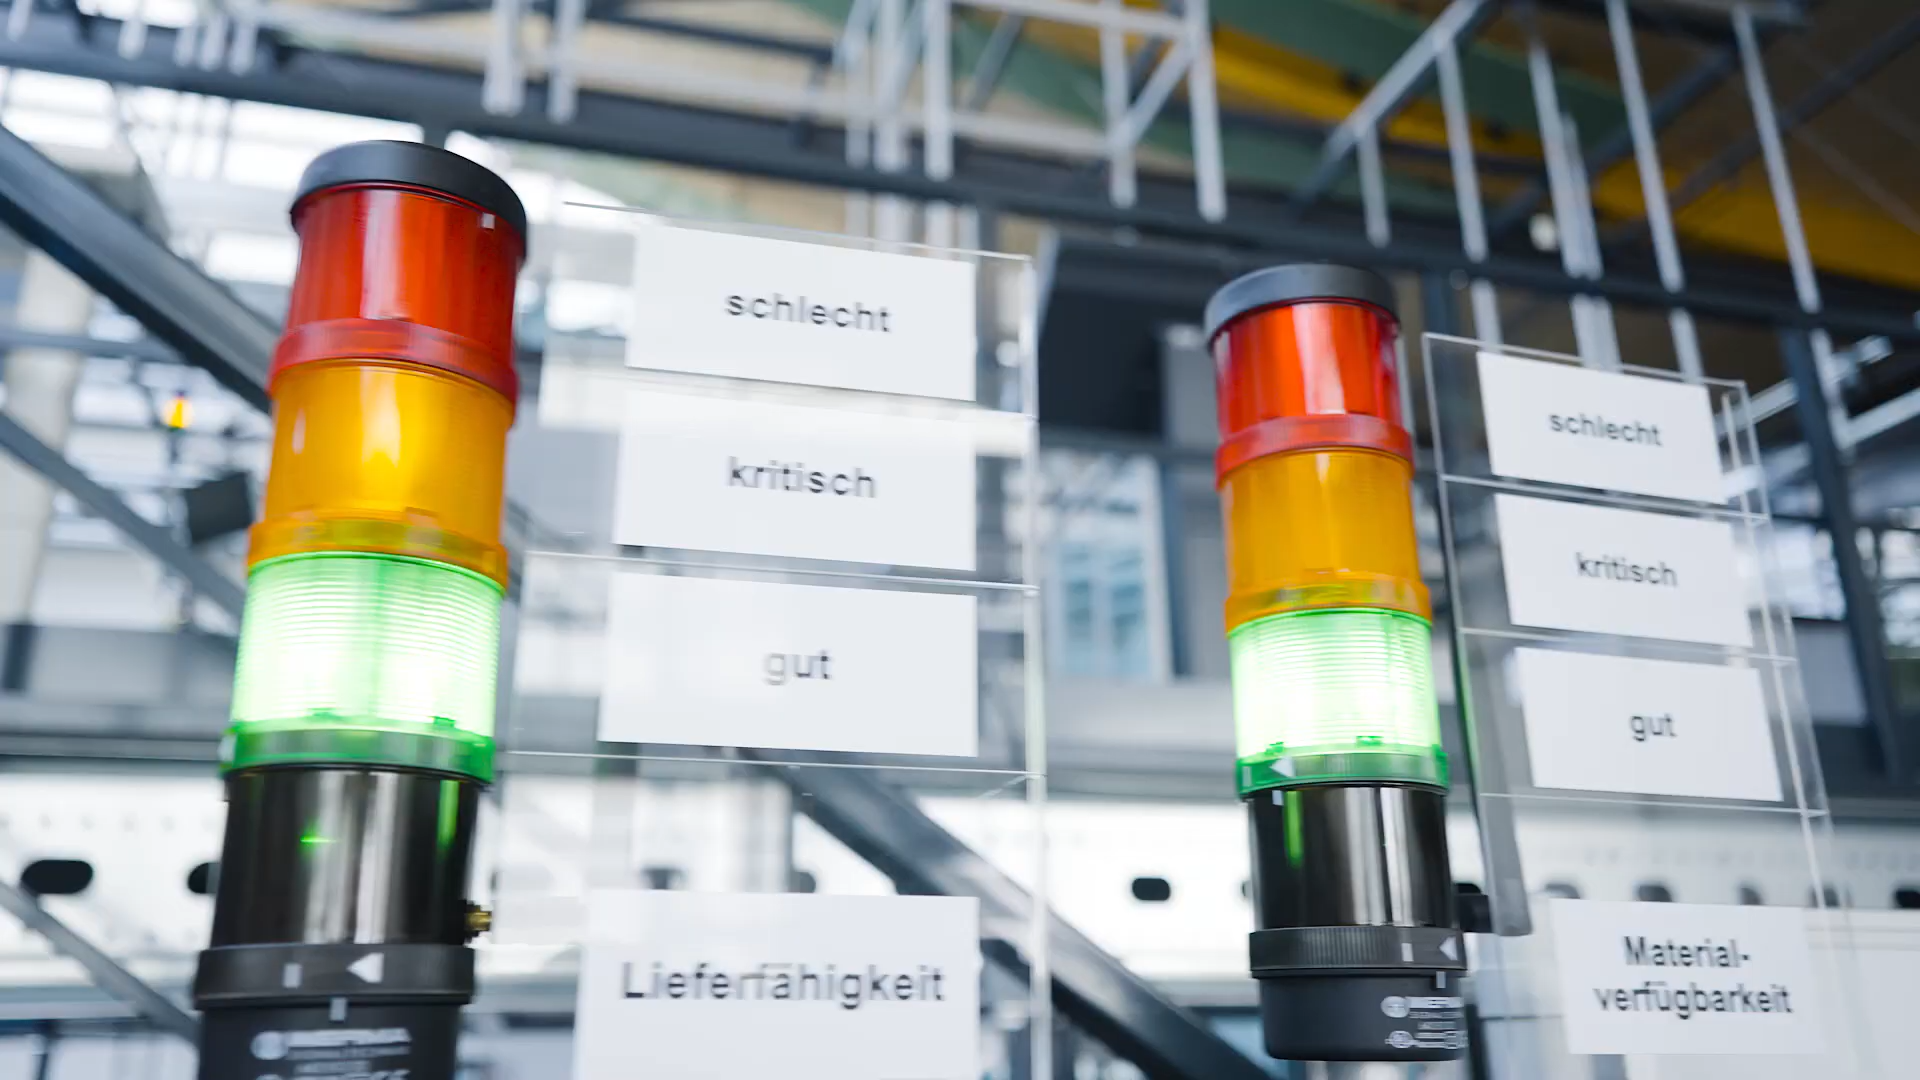 schlecht
kritisch
gut
Lieferfähigkeit
schlecht
kritisch
gut
Material-
verfügbarkeit